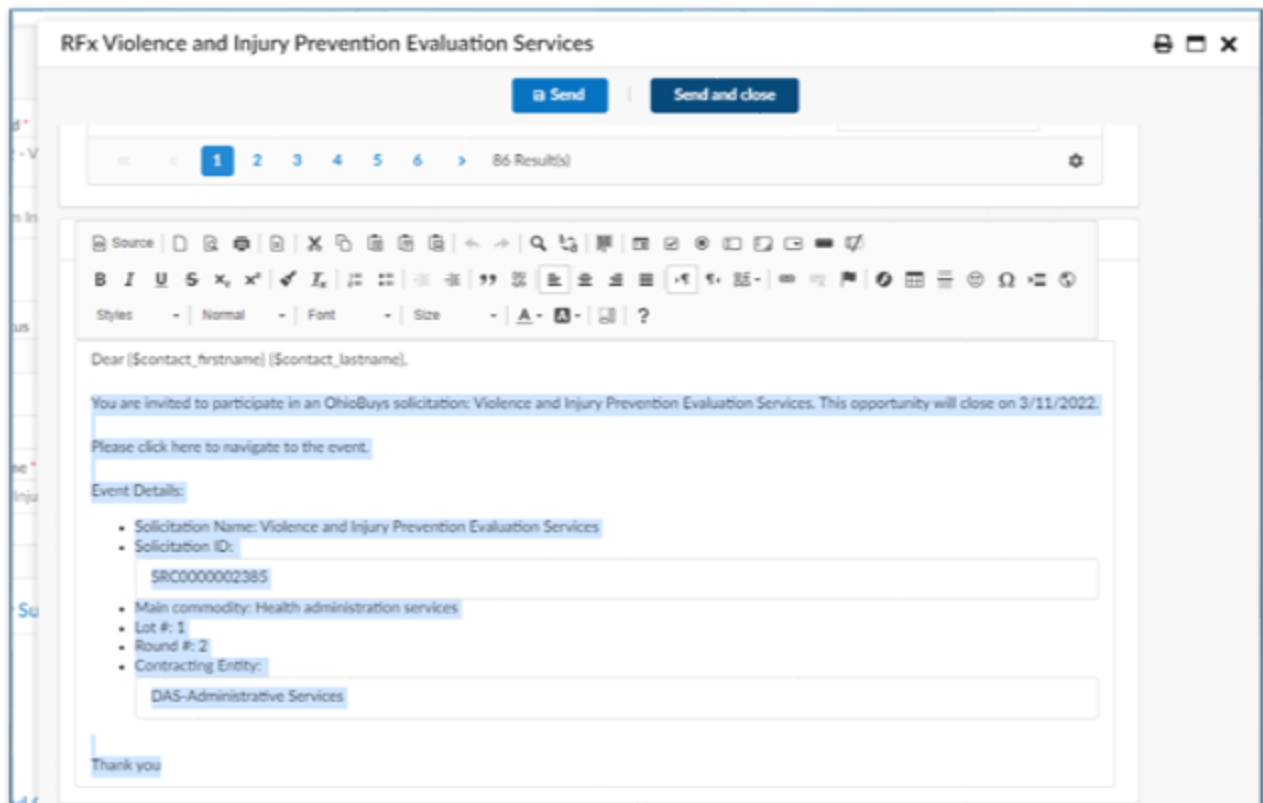 RFx Violence and Injury Prevention Evaluation Services
Send
Send and close
« ‹ 1 2 3 4 5 6 › 86 Result(s)
Source
B I U S x₂ x² Iₓ ¶ ¶ Ω
Styles Normal Font Size A A ?
Dear {$contact_firstname} {$contact_lastname},
You are invited to participate in an OhioBuys solicitation: Violence and Injury Prevention Evaluation Services. This opportunity will close on 3/11/2022.
Please click here to navigate to the event.
Event Details:
• Solicitation Name: Violence and Injury Prevention Evaluation Services
• Solicitation ID:
SRC0000002385
• Main commodity: Health administration services
• Lot #: 1
• Round #: 2
• Contracting Entity:
DAS-Administrative Services
Thank you